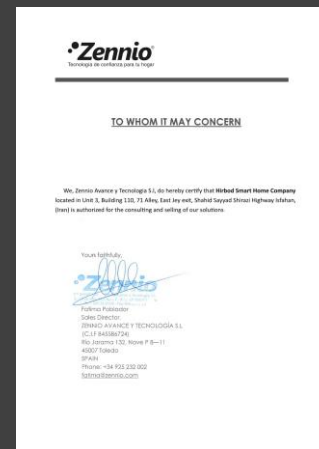 Zennio
Tecnología de confianza para tu hogar
TO WHOM IT MAY CONCERN
We, Zennio Avance y Tecnologia S.l, do hereby certify that Hirbod Smart Home Company
located in Unit 3, Building 110, 71 Alley, East Jey exit, Shahid Sayyad Shirazi Highway Isfahan,
(Iran) is authorized for the consulting and selling of our solutions
Yours faithfully,
Zennio
Fatima Poblador
Sales Director
ZENNIO AVANCE Y TECNOLOGÍA S.L
Río Jarama 132, Nave P 8—11
45007 Toledo
SPAIN
Phone: +34 925 232 002
fatima@zennio.com